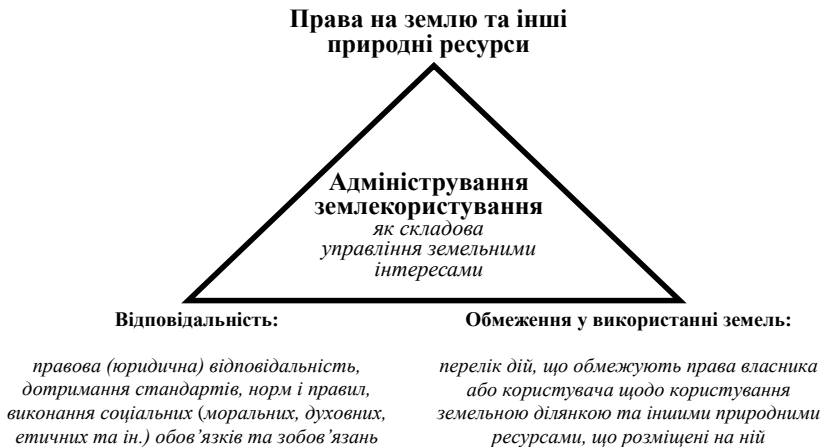 Права на землю та інші
природні ресурси
Адміністрування
землекористування
як складова
управління земельними
інтересами
Відповідальність:
правова (юридична) відповідальність,
дотримання стандартів, норм і правил,
виконання соціальних (моральних, духовних,
етичних та ін.) обов’язків та зобов’язань
Обмеження у використанні земель:
перелік дій, що обмежують права власника
або користувача щодо користування
земельною ділянкою та іншими природними
ресурсами, що розміщені на ній